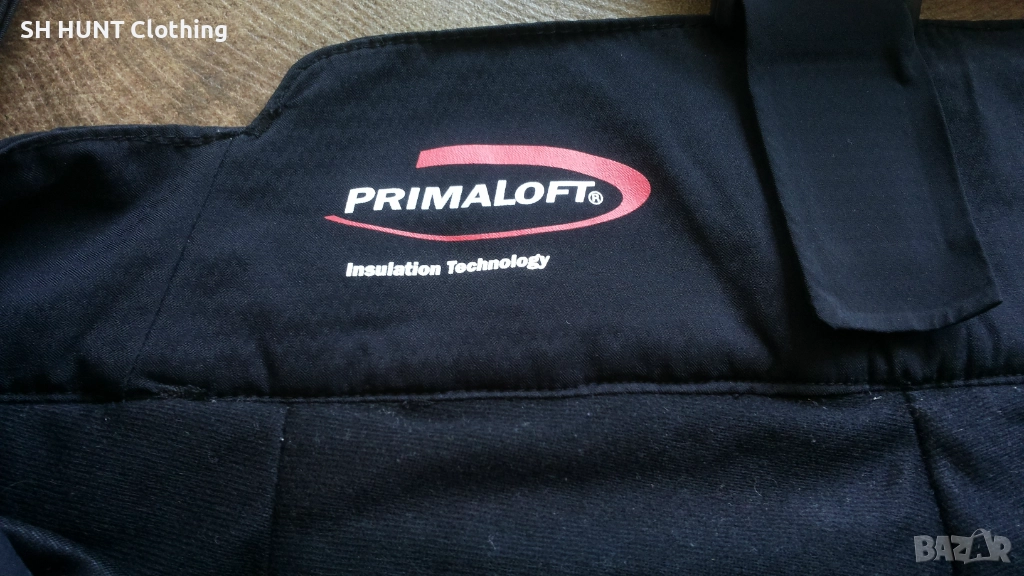 SH HUNT Clothing
PRIMALOFT®
Insulation Technology
BAZAR